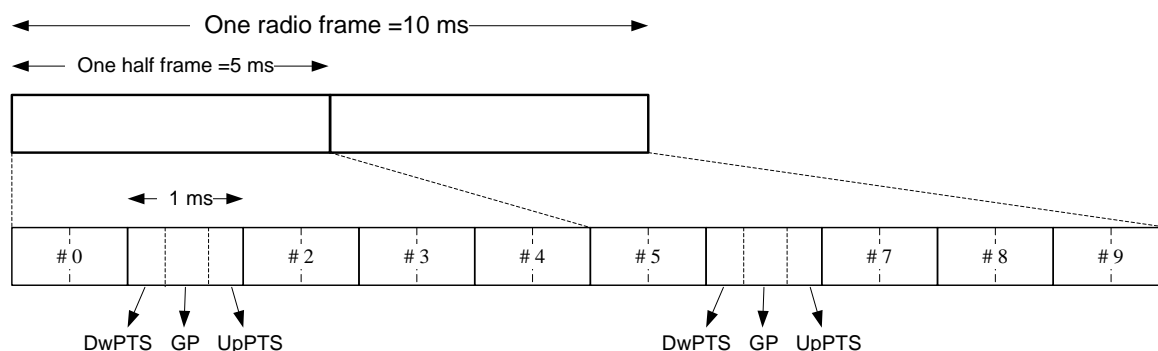 One radio frame =10 ms
One half frame =5 ms
1 ms
#0 #2 #3 #4 #5 #7 #8 #9
DwPTS GP UpPTS DwPTS GP UpPTS